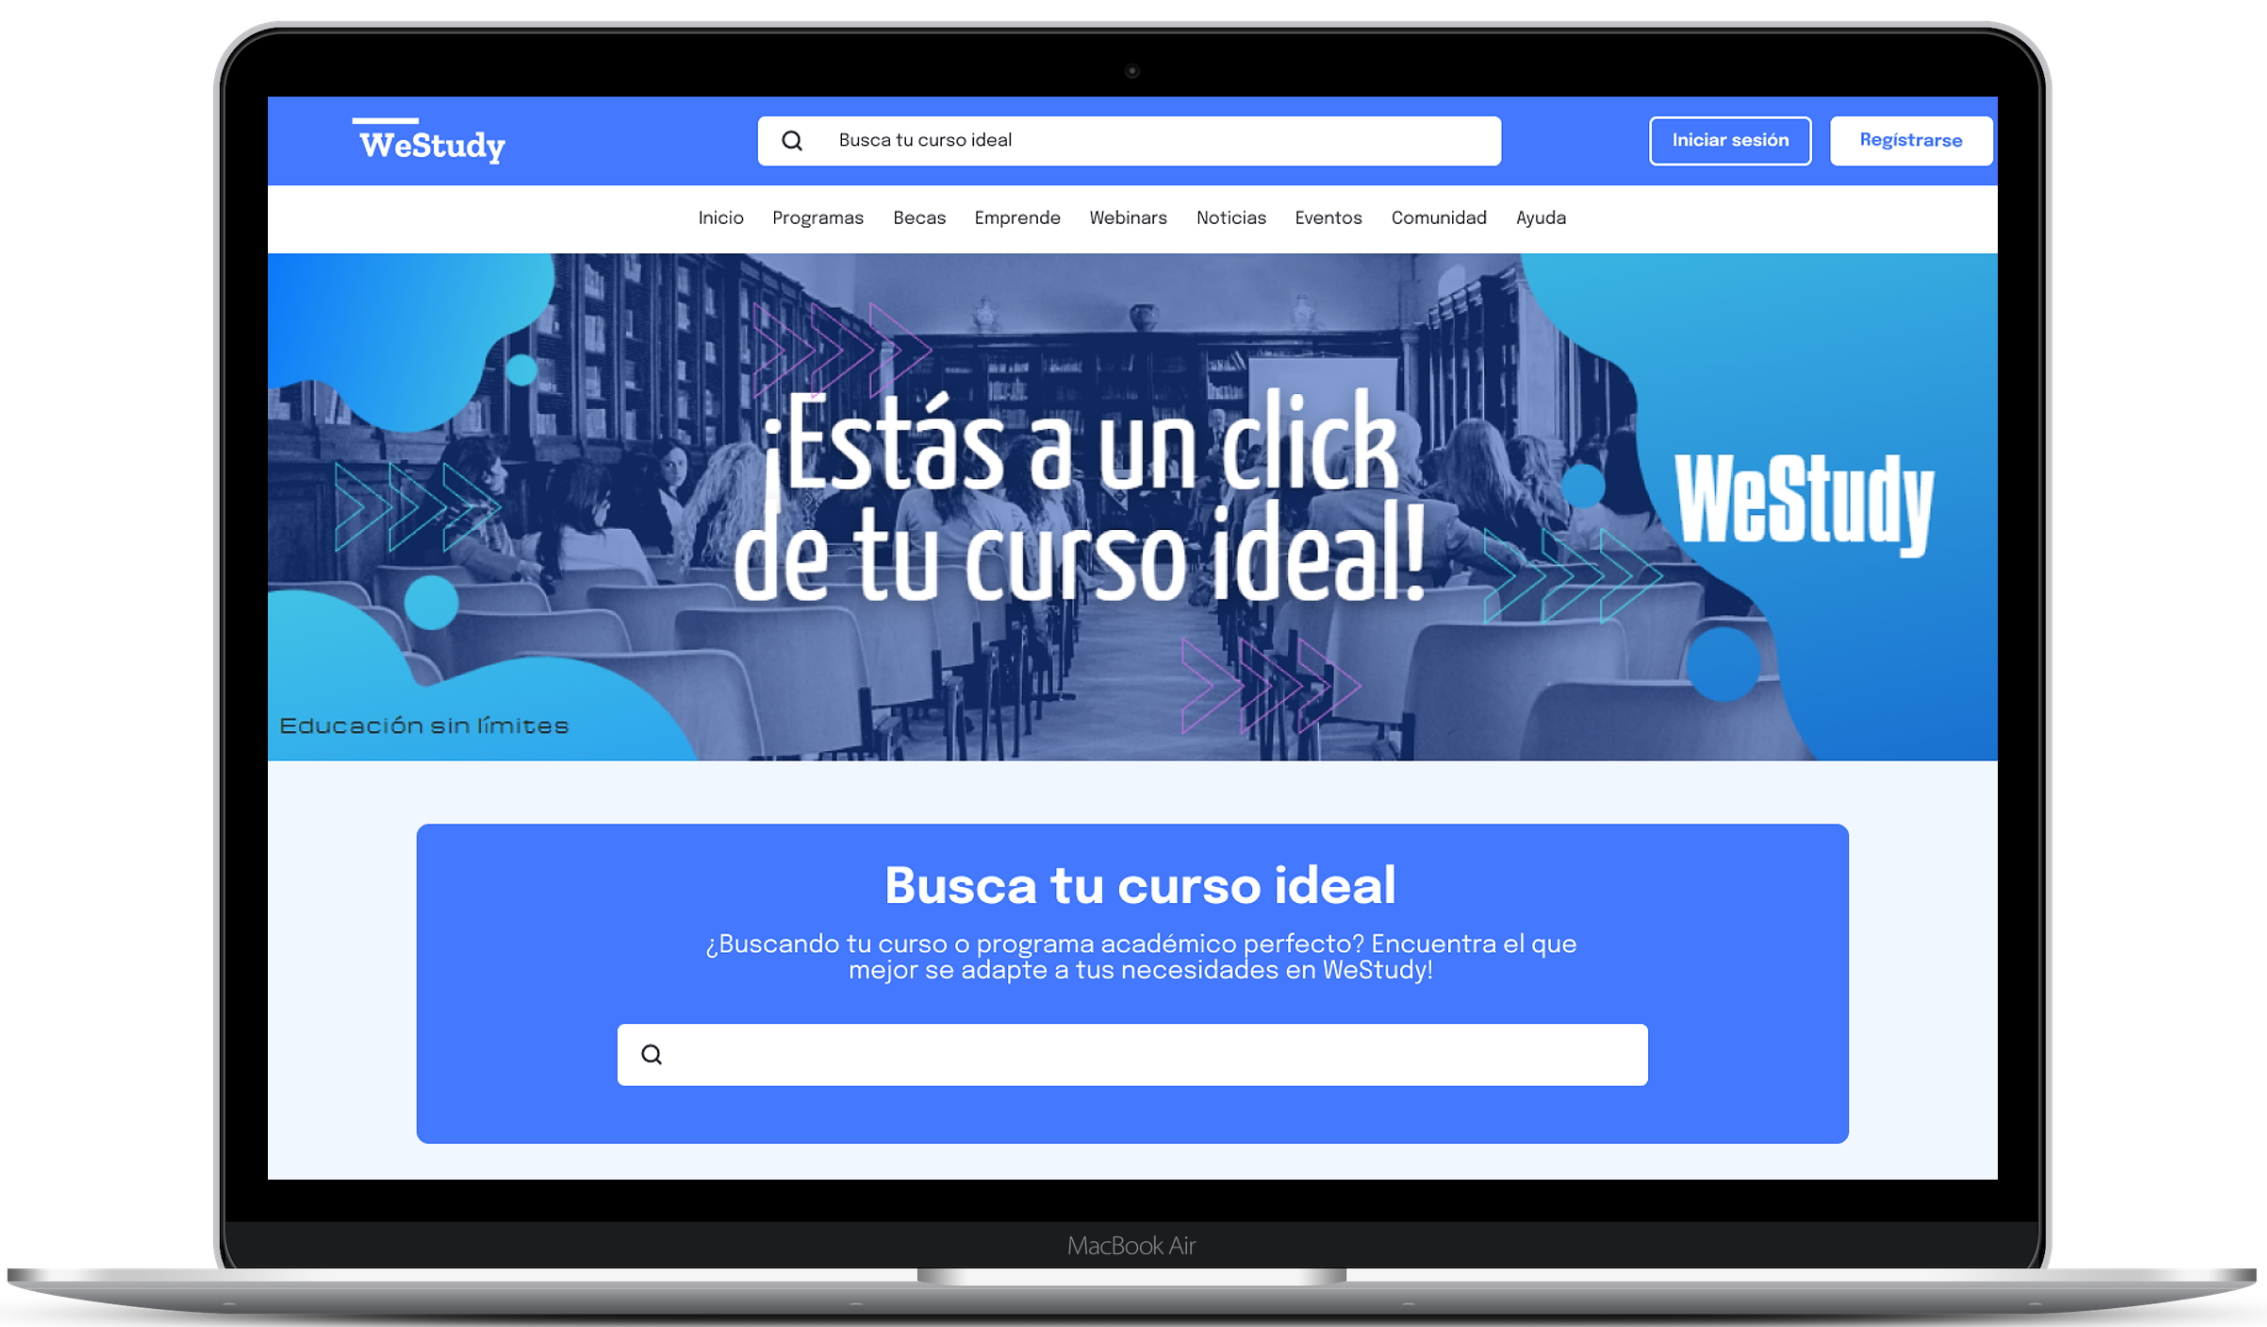 WeStudy
Busca tu curso ideal
Iniciar sesión
Regístrarse
Inicio Programas Becas Emprende Webinars Noticias Eventos Comunidad Ayuda
¡Estás a un click
de tu curso ideal!
WeStudy
Educación sin límites
Busca tu curso ideal
¿Buscando tu curso o programa académico perfecto? Encuentra el que
mejor se adapte a tus necesidades en WeStudy!
MacBook Air